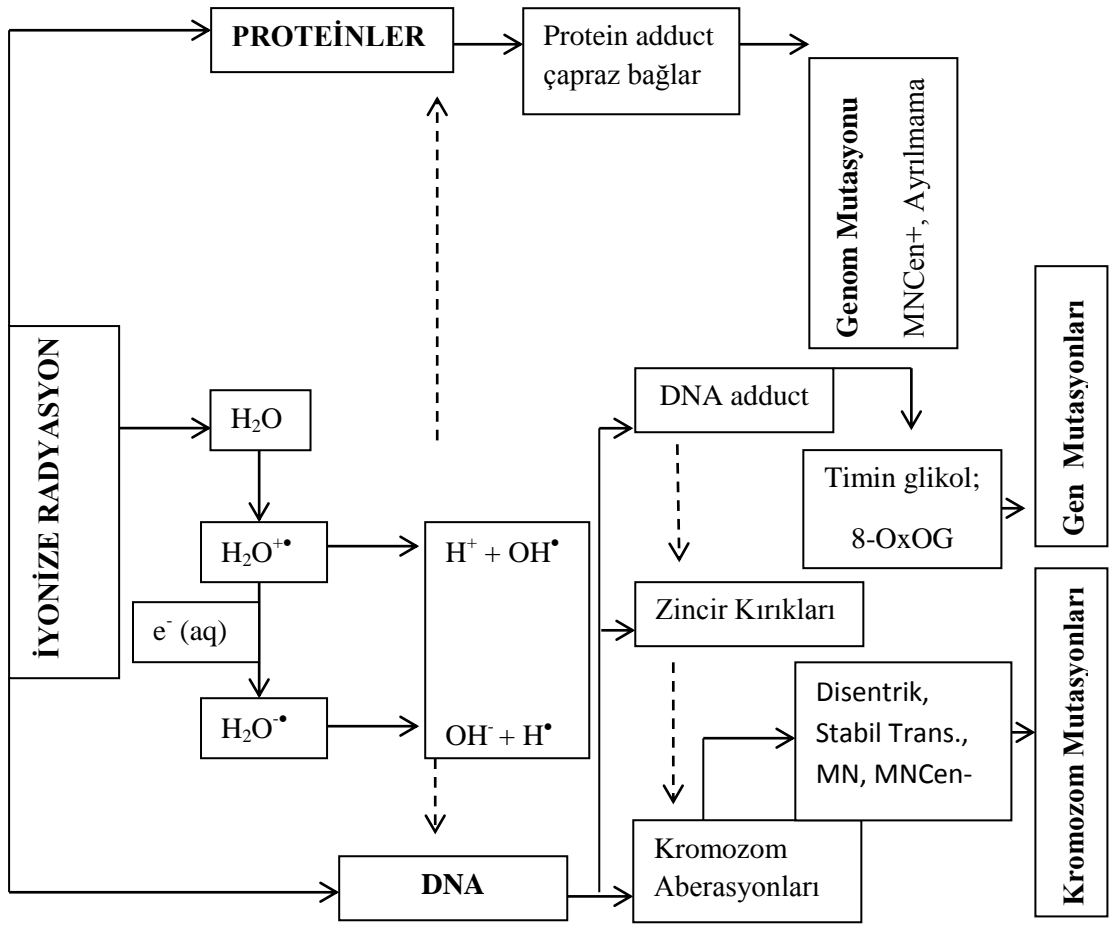 PROTEİNLER
Protein adduct
çapraz bağlar
Genom Mutasyonu
MNCen+, Ayrılmama
İYONİZE RADYASYON
H₂O
H₂O⁺•
e⁻ (aq)
H₂O⁻•
H⁺ + OH•
OH⁻ + H•
DNA
DNA adduct
Timin glikol;
8-OxOG
Gen Mutasyonları
Zincir Kırıkları
Kromozom
Aberasyonları
Disentrik,
Stabil Trans.,
MN, MNCen-
Kromozom Mutasyonları